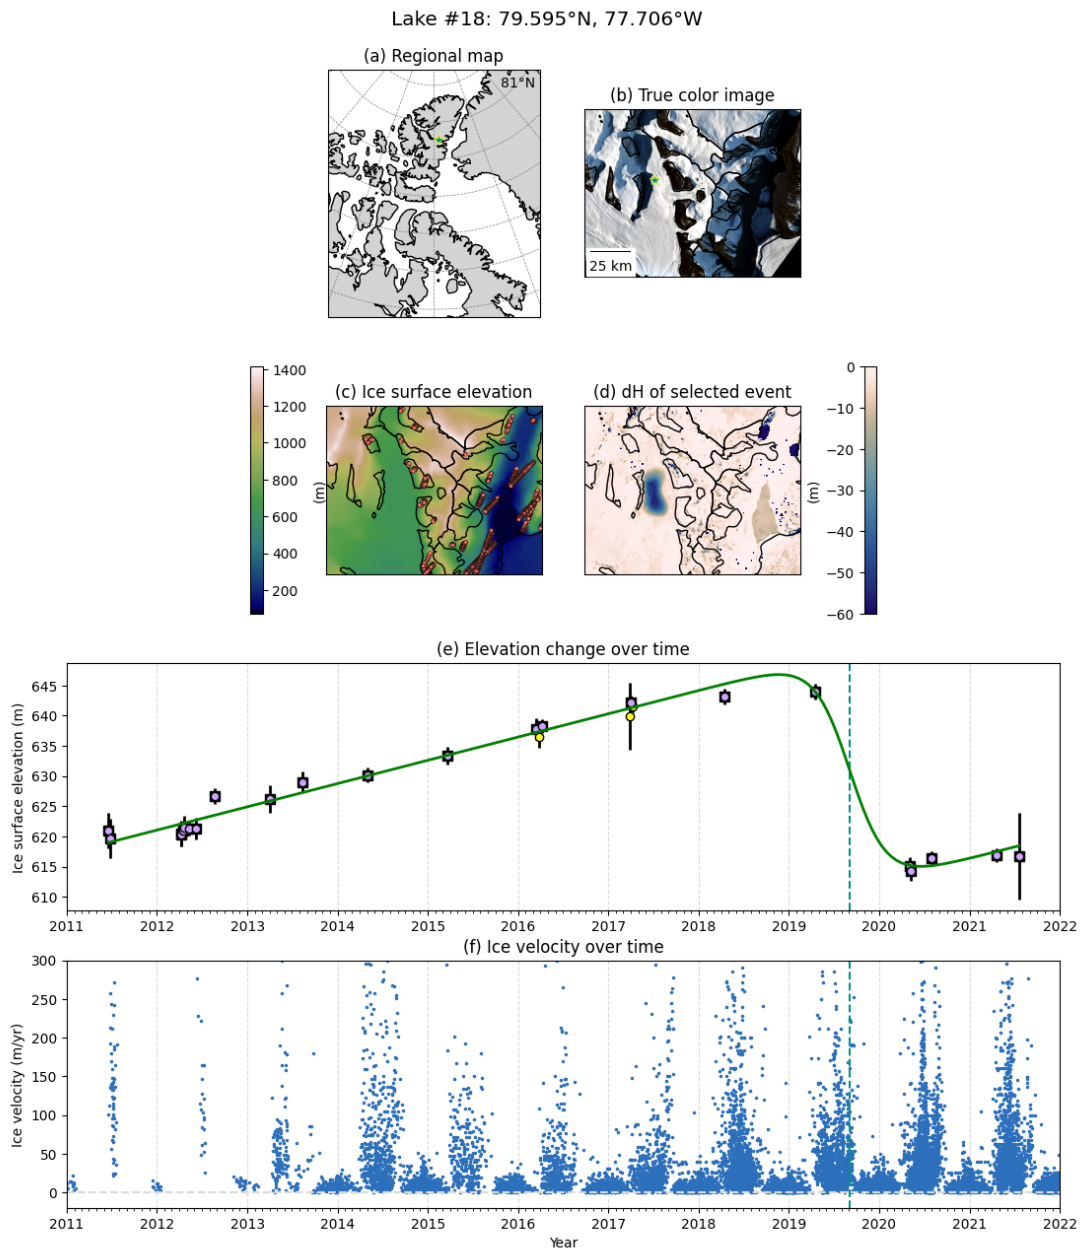 Lake #18: 79.595°N, 77.706°W
(a) Regional map
81°N
(b) True color image
25 km
(c) Ice surface elevation
1400
1200
1000
800
600
400
200
(m)
(d) dH of selected event
0
−10
−20
−30
−40
−50
−60
(m)
(e) Elevation change over time
Ice surface elevation (m)
645
640
635
630
625
620
615
610
2011 2012 2013 2014 2015 2016 2017 2018 2019 2020 2021 2022
(f) Ice velocity over time
Ice velocity (m/yr)
300
250
200
150
100
50
0
2011 2012 2013 2014 2015 2016 2017 2018 2019 2020 2021 2022
Year